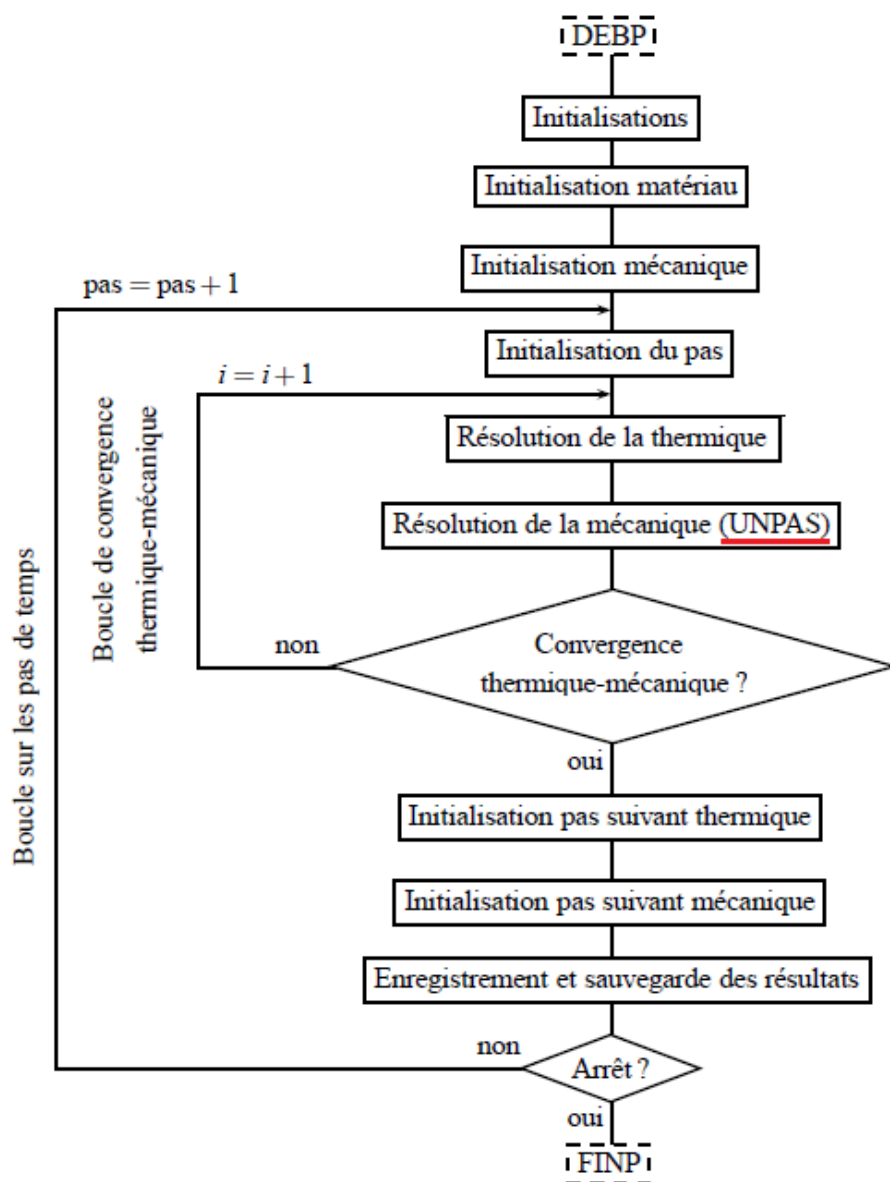 DEBP
Initialisations
Initialisation matériau
Initialisation mécanique
pas = pas + 1
Initialisation du pas
i = i + 1
Résolution de la thermique
Résolution de la mécanique (UNPAS)
Boucle de convergence
thermique-mécanique
Boucle sur les pas de temps
Convergence
thermique-mécanique ?
non
oui
Initialisation pas suivant thermique
Initialisation pas suivant mécanique
Enregistrement et sauvegarde des résultats
non
Arrêt ?
oui
FINP